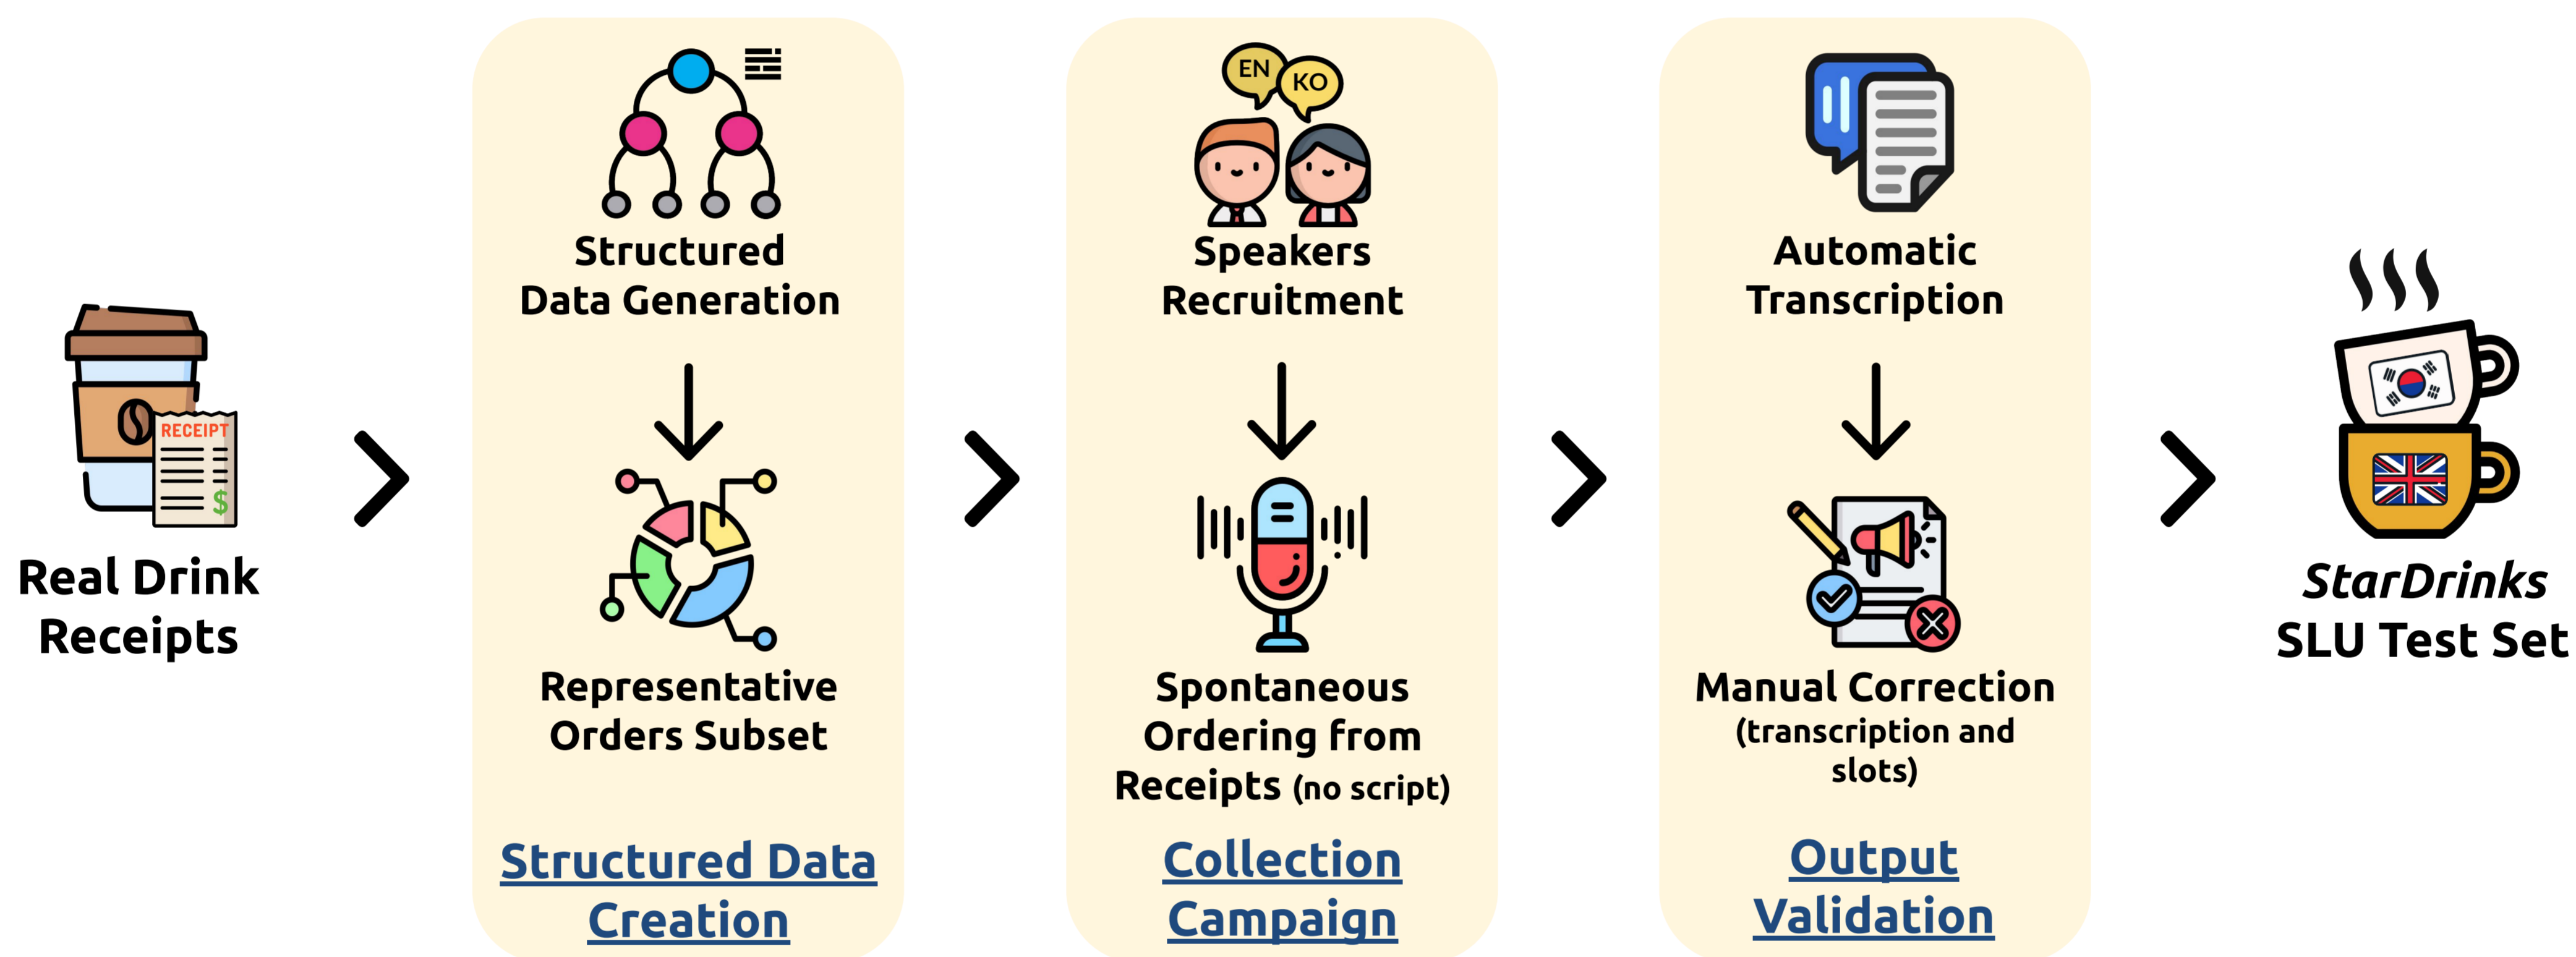 RECEIPT
$
Real Drink
Receipts
Structured
Data Generation
Representative
Orders Subset
Structured Data
Creation
EN
KO
Speakers
Recruitment
Spontaneous
Ordering from
Receipts (no script)
Collection
Campaign
Automatic
Transcription
Manual Correction
(transcription and
slots)
Output
Validation
StarDrinks
SLU Test Set